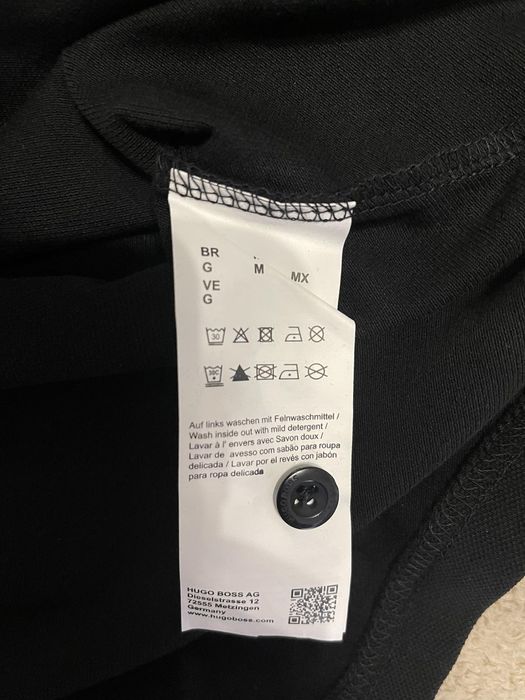 BR
G
M
MX
VE
G
30
30C
Auf links waschen mit Feinwaschmittel /
Wash inside out with mild detergent /
Lavar à l' envers avec Savon doux /
Lavar de avesso com sabão para roupa
delicada / Lavar por el revés con jabón
para ropa delicada
HUGO BOSS AG
Dieselstrasse 12
72555 Metzingen
Germany
www.hugoboss.com